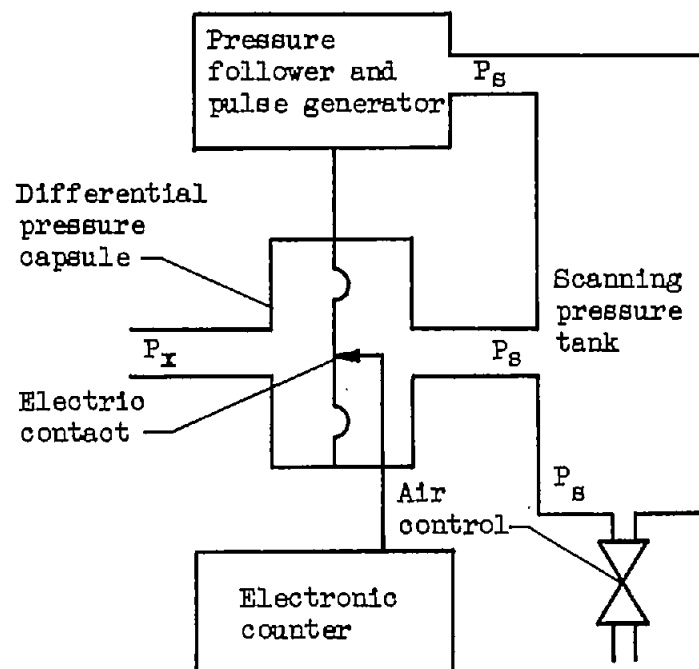 Pressure
follower and
pulse generator
Ps
Differential
pressure
capsule
Scanning
pressure
tank
Px
Ps
Electric
contact
Ps
Air
control
Electronic
counter